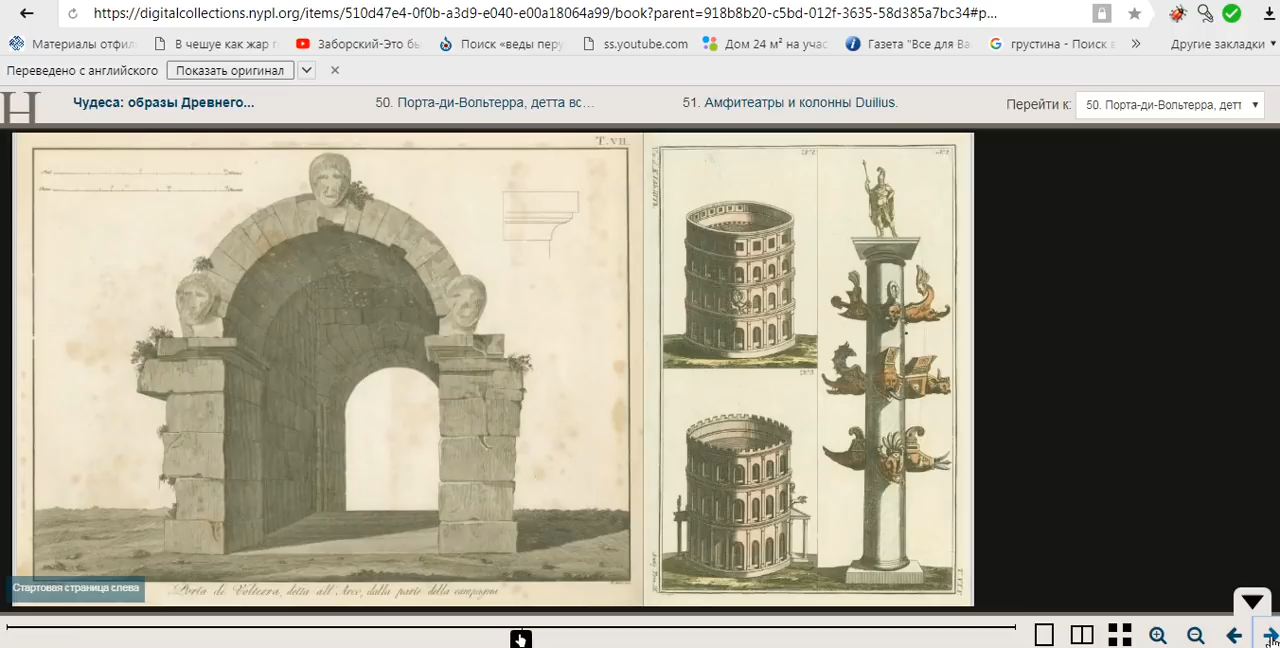 https://digitalcollections.nypl.org/items/510d47e4-0f0b-a3d9-e040-e00a18064a99/book?parent=918b8b20-c5bd-012f-3635-58d385a7bc34#p...
Материалы отфил
В чешуе как жар г
Заборский-Это бы
Поиск «веды перу
ss.youtube.com
Дом 24 м² на учас
Газета "Все для Ва
грустина - Поиск в
»
Другие закладки
Переведено с английского
Показать оригинал
Н
Чудеса: образы Древнего...
50. Порта-ди-Вольтерра, детта вс...
51. Амфитеатры и колонны Duilius.
Перейти к:
50. Порта-ди-Вольтерра, детт
T. VII.
Стартовая страница слева
Porta di Volterra, detta all'Arco, dalla parte della campagna